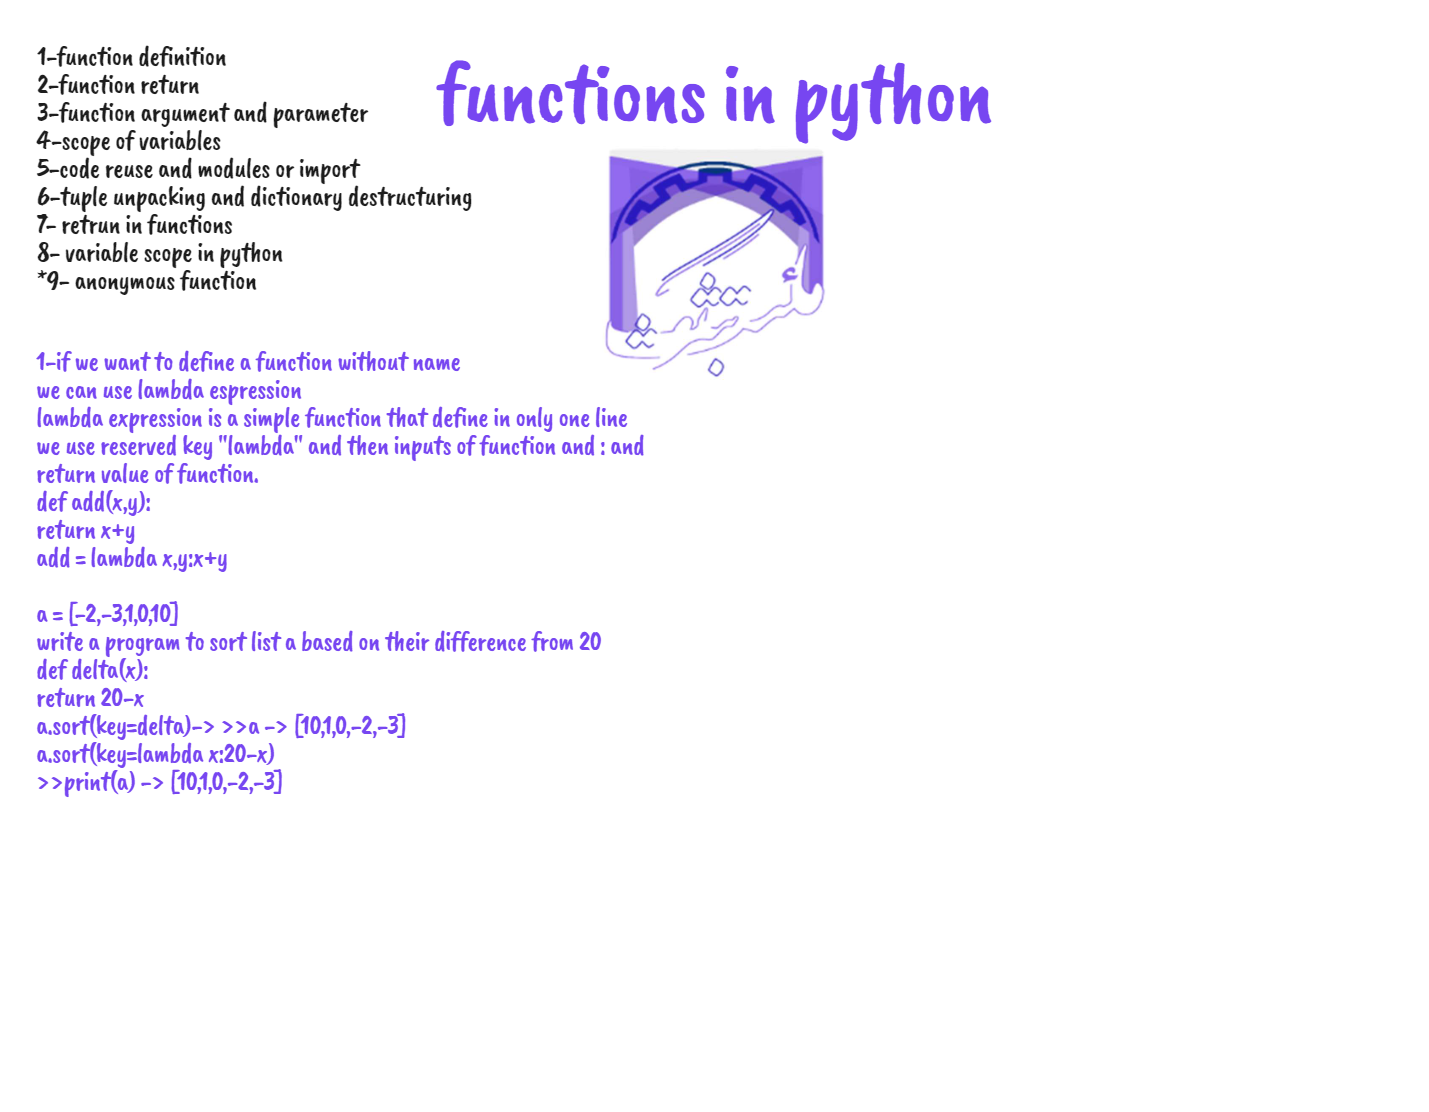 functions in python
1-function definition
2-function return
3-function argument and parameter
4-scope of variables
5-code reuse and modules or import
6-tuple unpacking and dictionary destructuring
7- retrun in functions
8- variable scope in python
*9- anonymous function
1-if we want to define a function without name
we can use lambda espression
lambda expression is a simple function that define in only one line
we use reserved key "lambda" and then inputs of function and : and
return value of function.
def add(x,y):
return x+y
add = lambda x,y:x+y
a = [-2,-3,1,0,10]
write a program to sort list a based on their difference from 20
def delta(x):
return 20-x
a.sort(key=delta)-> >>a -> [10,1,0,-2,-3]
a.sort(key=lambda x:20-x)
>>print(a) -> [10,1,0,-2,-3]